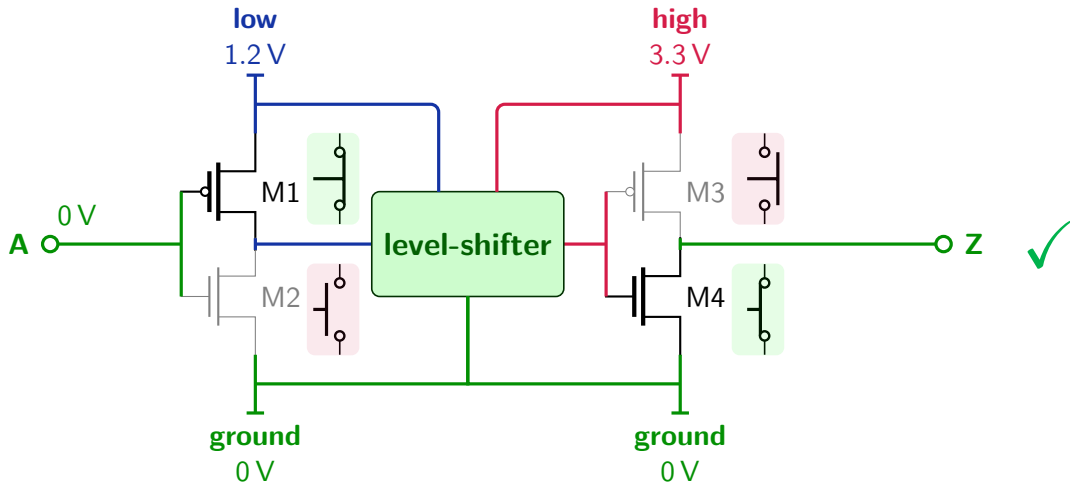 low
1.2 V
high
3.3 V
0 V
M1
M3
A
level-shifter
Z
M2
M4
ground
0 V
ground
0 V